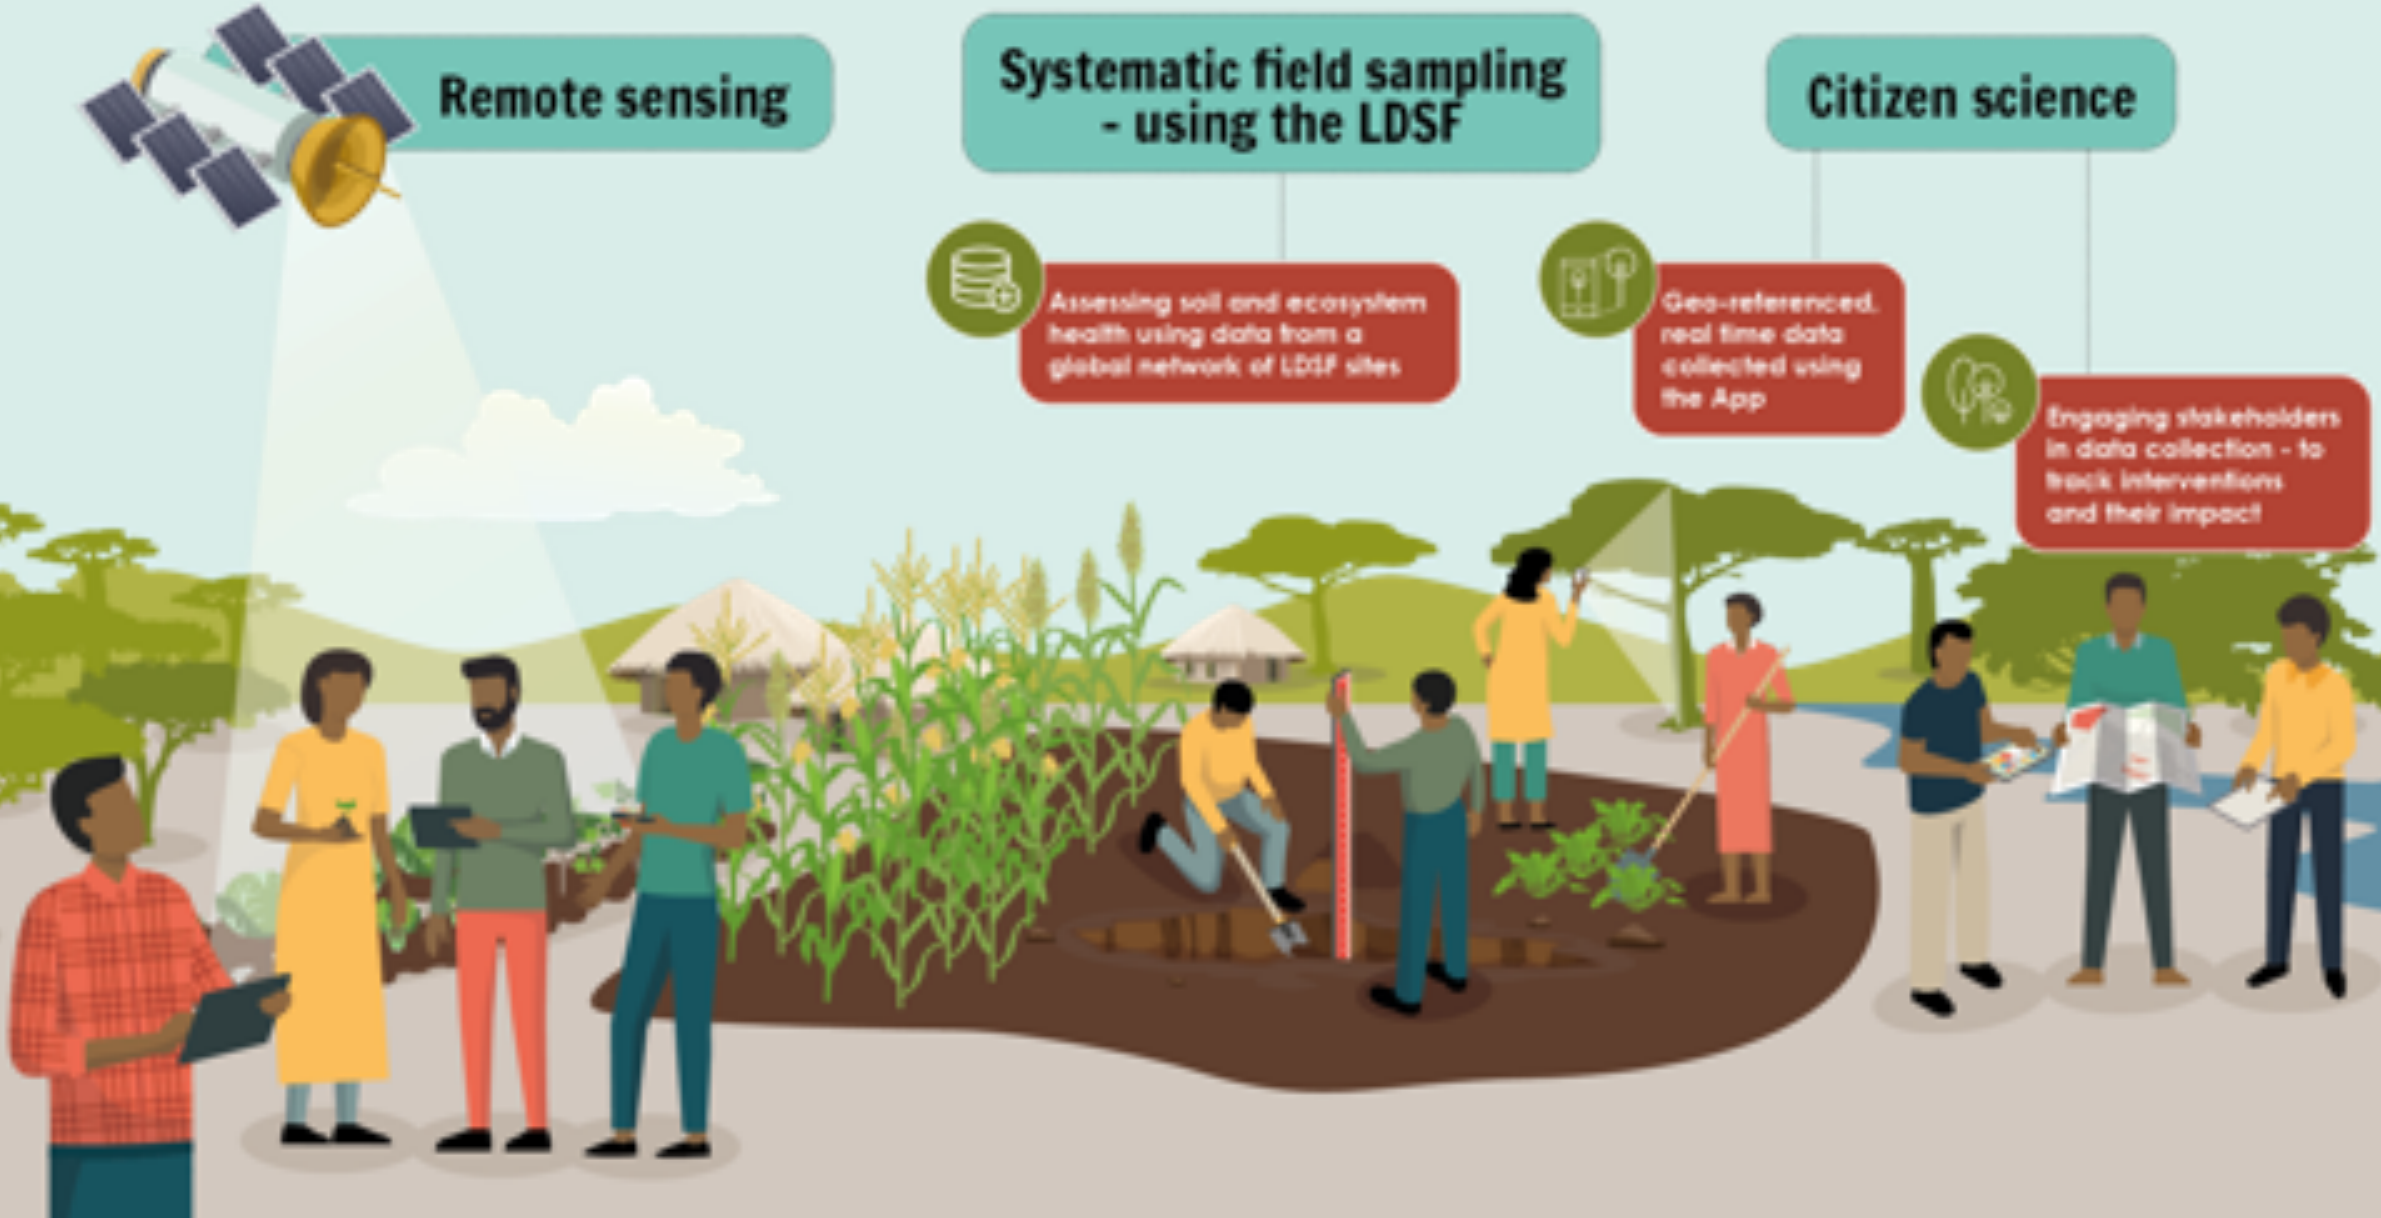 Remote sensing
Systematic field sampling
- using the LDSF
Citizen science
Assessing soil and ecosystem
health using data from a
global network of LDSF sites
Geo-referenced,
real time data
collected using
the App
Engaging stakeholders
in data collection - to
track interventions
and their impact